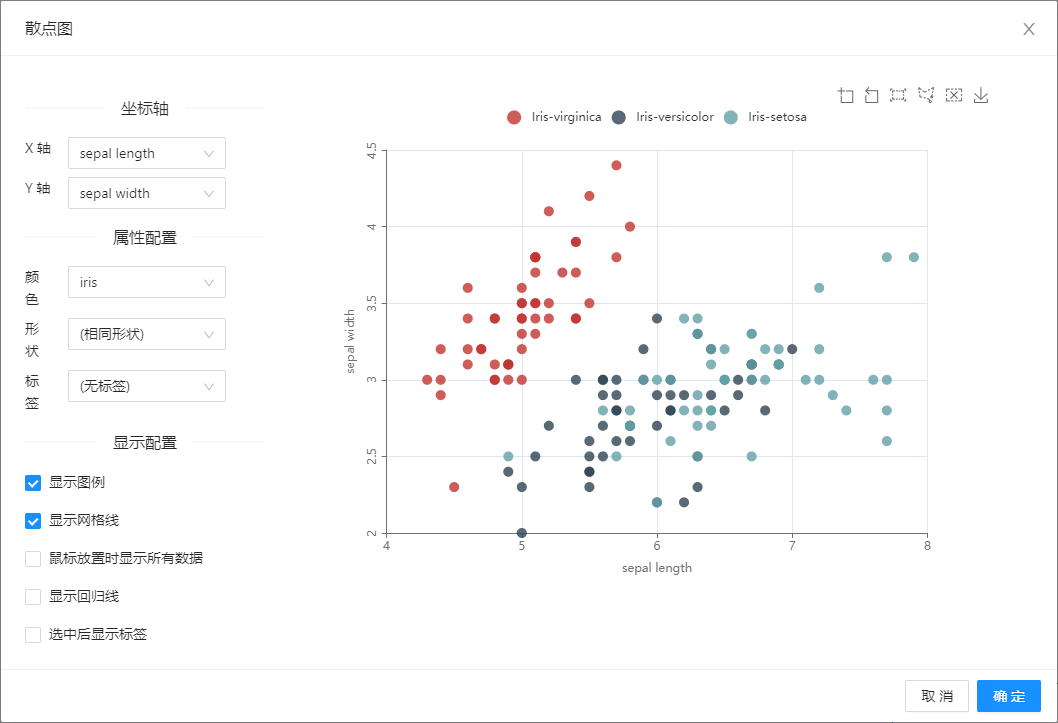 散点图
坐标轴
X 轴
sepal length
Y 轴
sepal width
属性配置
颜色
iris
形状
(相同形状)
标签
(无标签)
显示配置
显示图例
显示网格线
鼠标放置时显示所有数据
显示回归线
选中后显示标签
Iris-virginica Iris-versicolor Iris-setosa
4.5
4
3.5
3
2.5
2
sepal width
4 5 6 7 8
sepal length
取 消 确 定